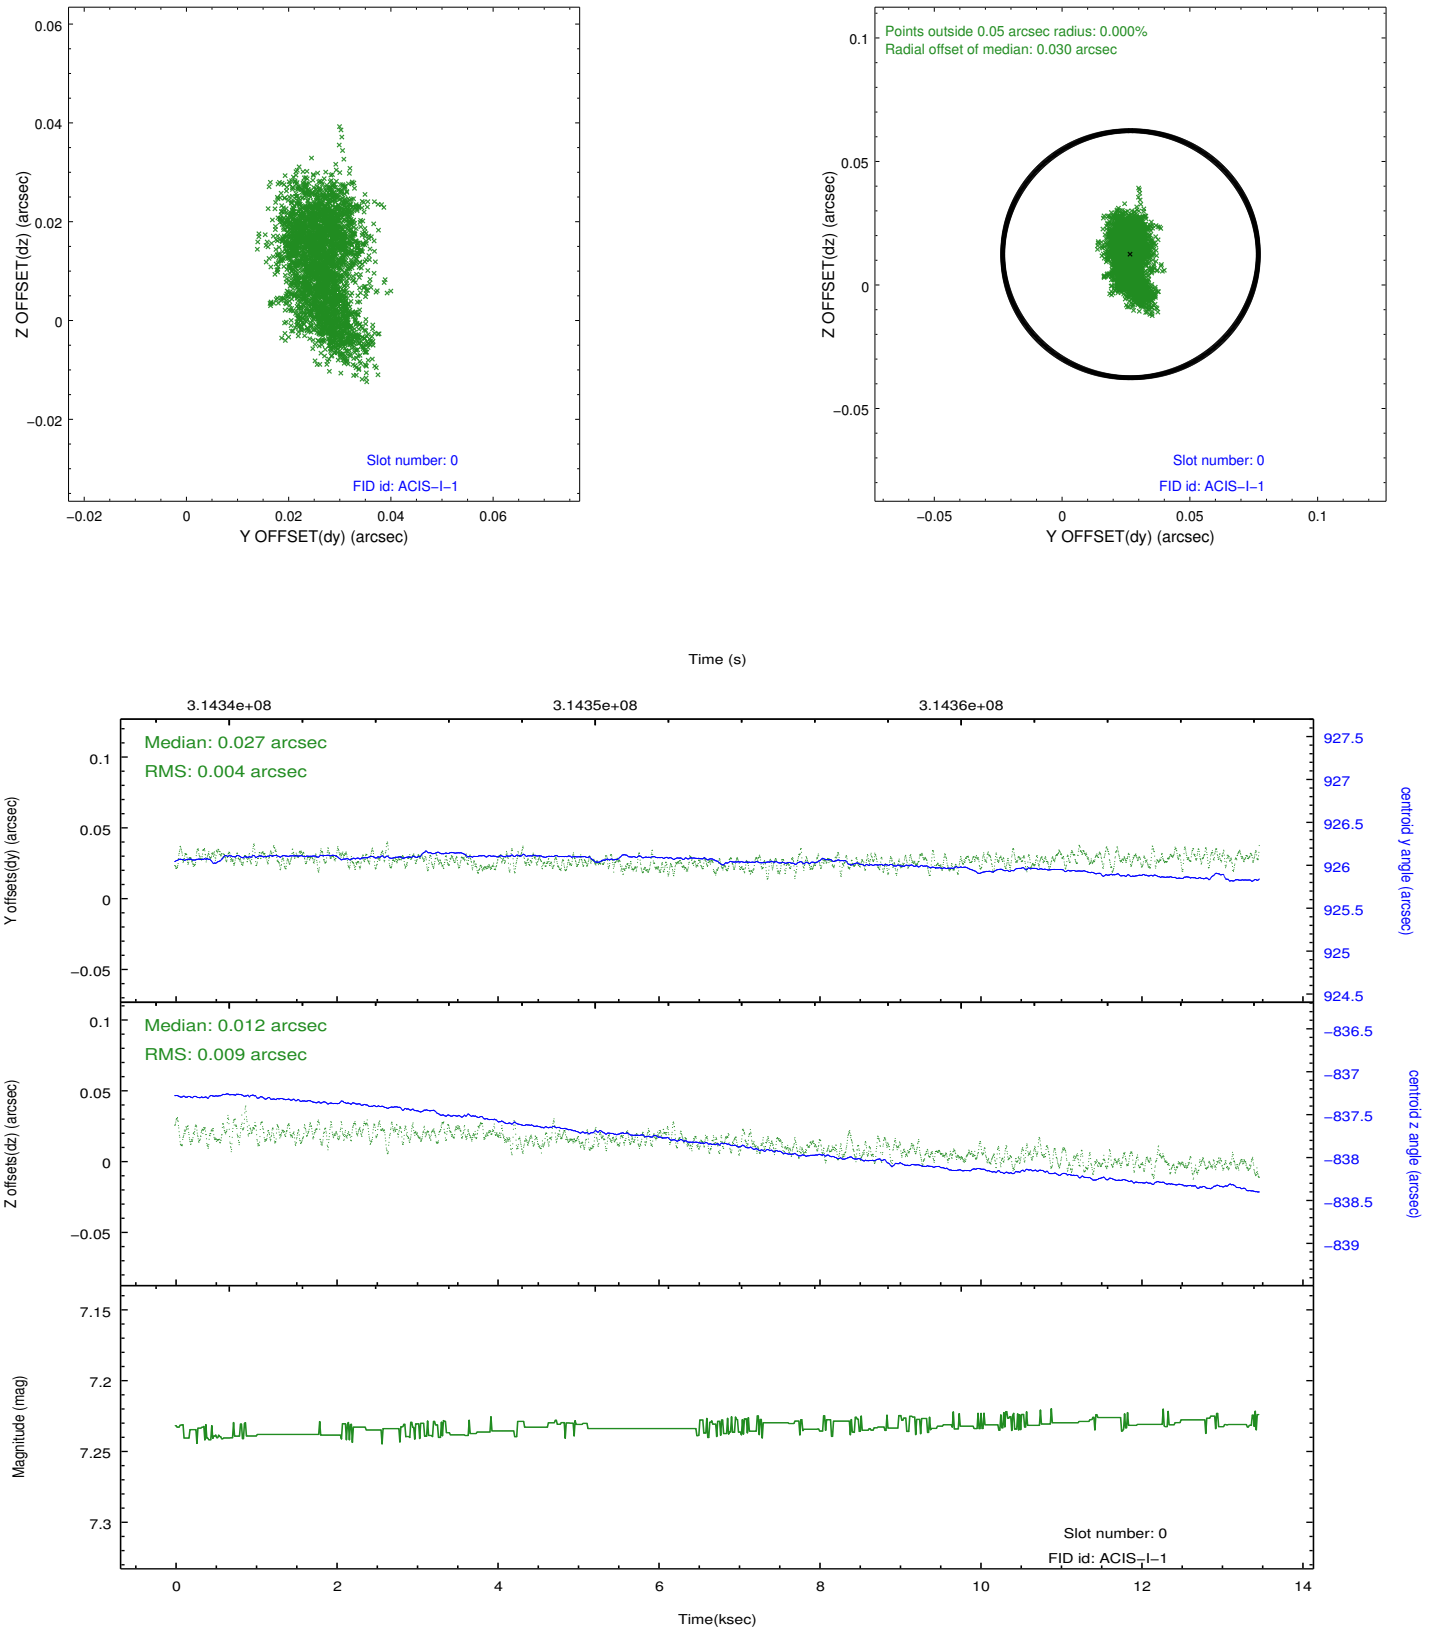 0.06
0.04
0.02
0
−0.02
Z OFFSET(dz) (arcsec)
Slot number: 0
FID id: ACIS−I−1
−0.02 0 0.02 0.04 0.06
Y OFFSET(dy) (arcsec)
Points outside 0.05 arcsec radius: 0.000%
Radial offset of median: 0.030 arcsec
0.1
0.05
0
−0.05
Z OFFSET(dz) (arcsec)
Slot number: 0
FID id: ACIS−I−1
−0.05 0 0.05 0.1
Y OFFSET(dy) (arcsec)
Time (s)
3.1434e+08 3.1435e+08 3.1436e+08
Median: 0.027 arcsec
RMS: 0.004 arcsec
0.1
0.05
0
−0.05
Y offsets(dy) (arcsec)
927.5
927
926.5
926
925.5
925
924.5
centroid y angle (arcsec)
Median: 0.012 arcsec
RMS: 0.009 arcsec
0.1
0.05
0
−0.05
Z offsets(dz) (arcsec)
−836.5
−837
−837.5
−838
−838.5
−839
centroid z angle (arcsec)
7.15
7.2
7.25
7.3
Magnitude (mag)
Slot number: 0
FID id: ACIS−I−1
0 2 4 6 8 10 12 14
Time(ksec)